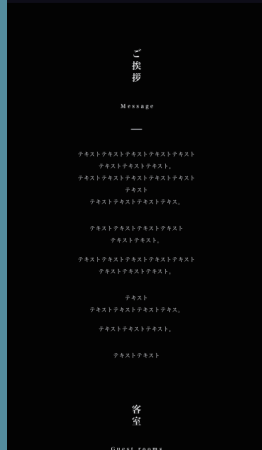 ご挨拶
Message
テキストテキストテキストテキストテキスト
テキストテキストテキスト。
テキストテキストテキストテキストテキスト
テキスト
テキストテキストテキストテキス。
テキストテキストテキストテキスト
テキストテキスト。
テキストテキストテキストテキストテキスト
テキストテキストテキスト。
テキスト
テキストテキストテキストテキス。
テキストテキストテキスト。
テキストテキスト
客室
Guest rooms